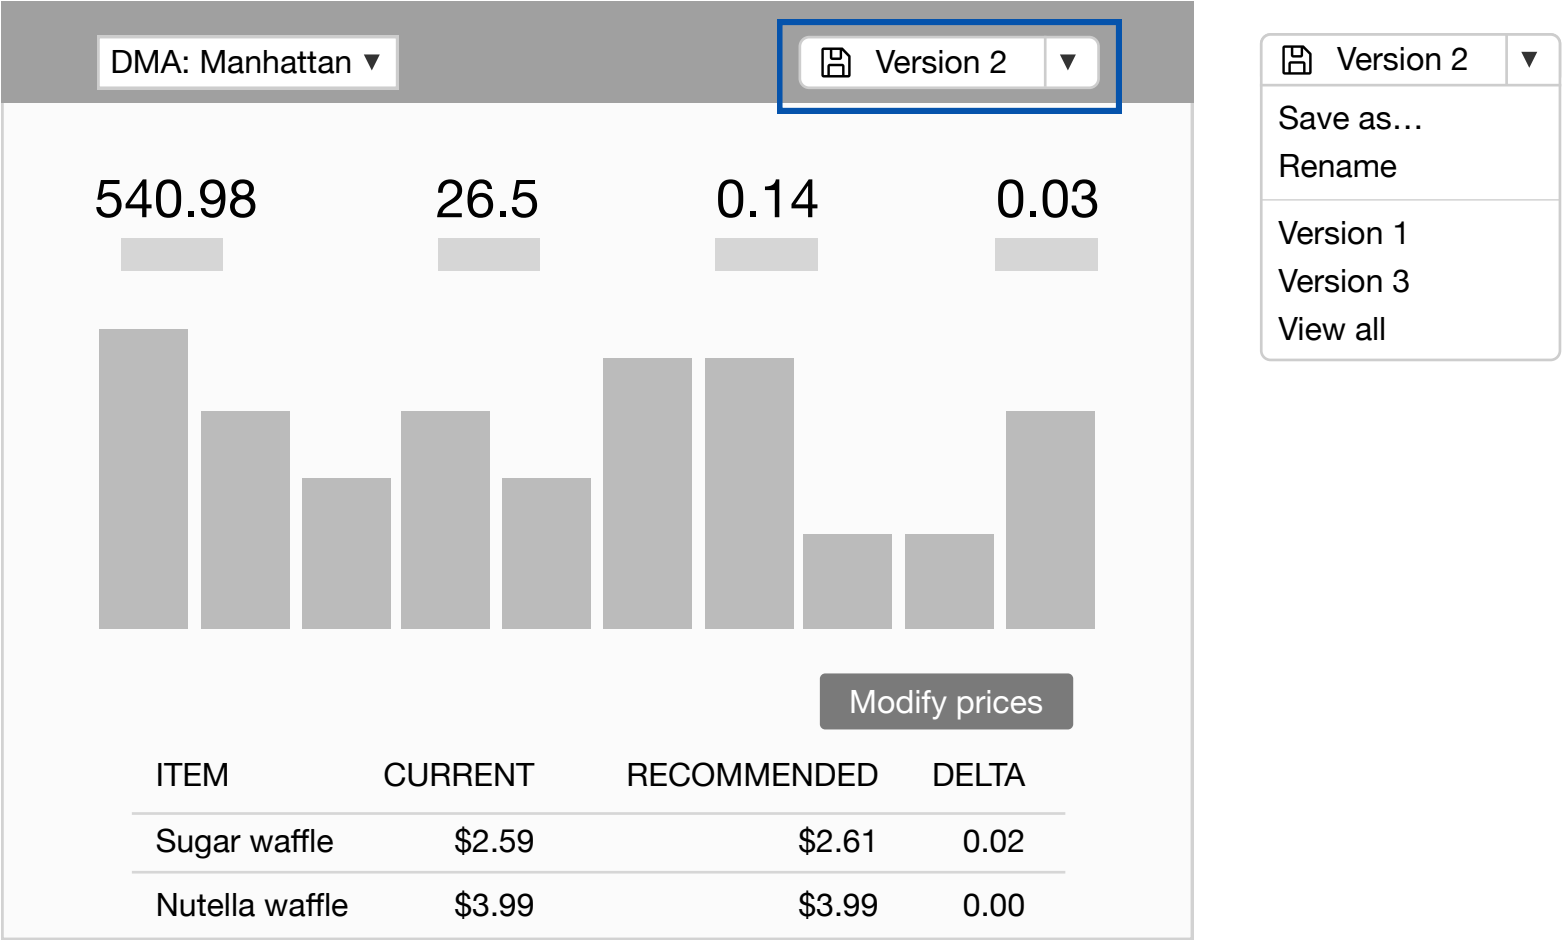 DMA: Manhattan ▼
Version 2 ▼
540.98 26.5 0.14 0.03
Modify prices
ITEM CURRENT RECOMMENDED DELTA
Sugar waffle $2.59 $2.61 0.02
Nutella waffle $3.99 $3.99 0.00
Version 2 ▼
Save as…
Rename
Version 1
Version 3
View all